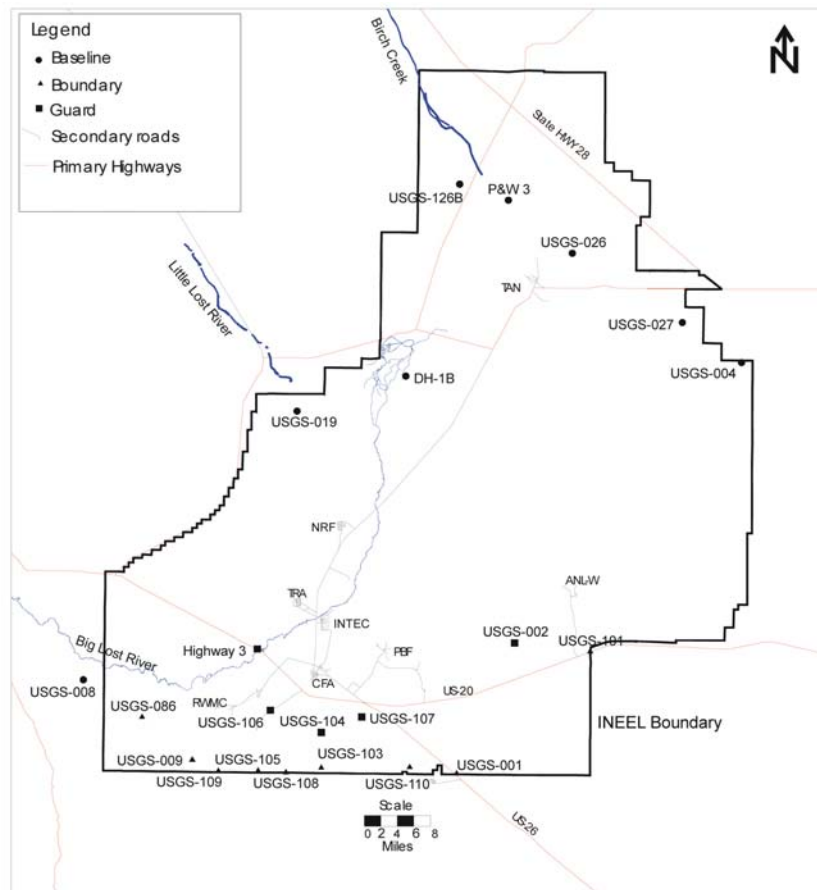 Legend
Baseline
Boundary
Guard
Secondary roads
Primary Highways
Birch Creek
N
State HWY 28
USGS-126B
P&W 3
USGS-026
TAN
Little Lost River
USGS-027
USGS-004
DH-1B
USGS-019
NRF
ANL-W
TRA
INTEC
USGS-002
USGS-101
Highway 3
PBF
Big Lost River
CFA
USGS-008
US-20
RWMC
USGS-086
USGS-106
USGS-104
USGS-107
INEEL Boundary
USGS-009
USGS-105
USGS-103
USGS-001
USGS-109
USGS-108
USGS-110
US-26
Scale
0 2 4 6 8
Miles